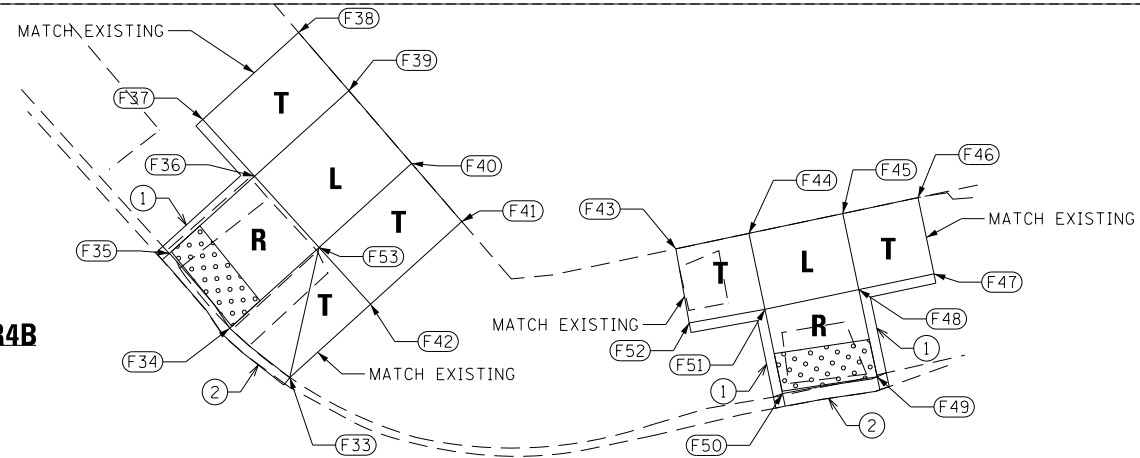 F38
MATCH EXISTING
F39
F37
T
F36
F40
L
F46
F45
1
T
F41
F44
F43
R
F35
F53
MATCH EXISTING
T
L
T
T
F47
MATCH EXISTING
R
F48
R4B
F42
F52
F34
F51
1
MATCH EXISTING
2
1
F49
2
F33
F50